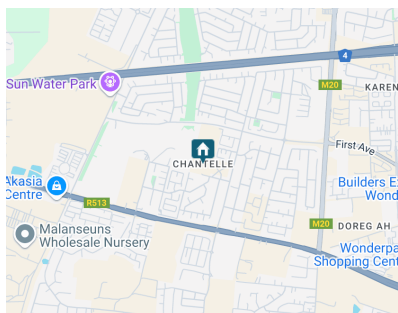 4
Sun Water Park
M20
KAREN
First Ave
CHANTELLE
Akasia
Centre
Builders E
Wond
R513
M20
DOREG AH
Malanseuns
Wholesale Nursery
Wonderpa
Shopping Cent